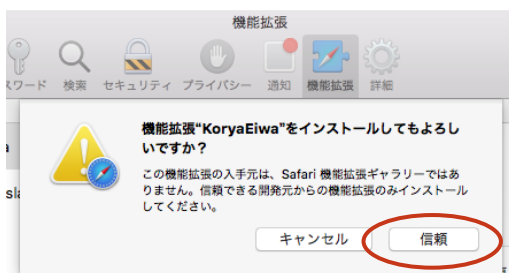 機能拡張
スワード 検索 セキュリティ プライバシー 通知 機能拡張 詳細
機能拡張“KoryaEiwa”をインストールしてもよろし
いですか？
この機能拡張の入手元は、Safari 機能拡張ギャラリーではあ
りません。信頼できる開発元からの機能拡張のみインストール
してください。
キャンセル 信頼